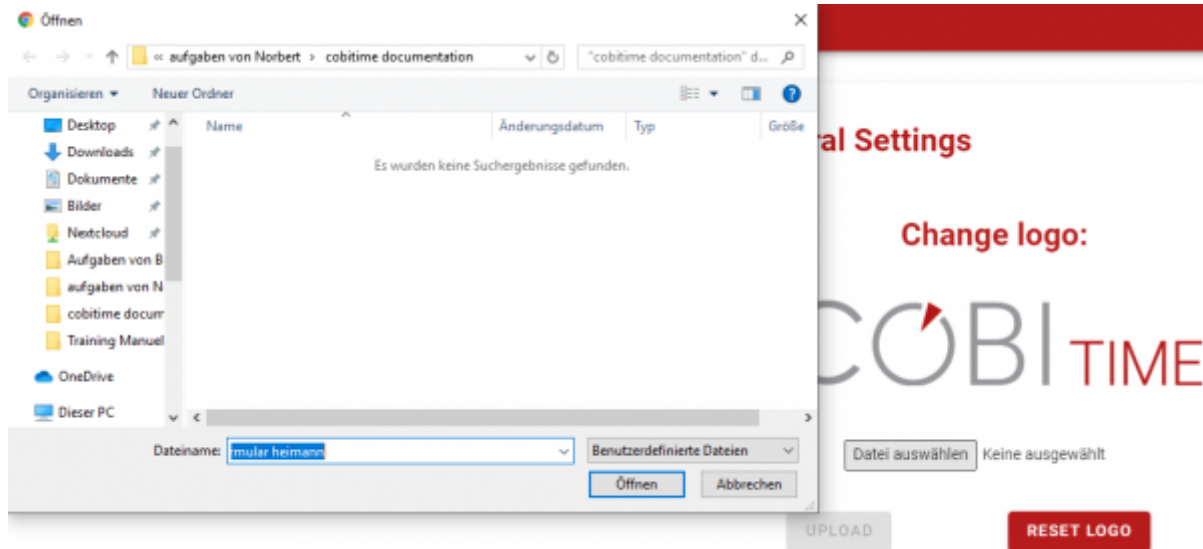 Öffnen
« aufgaben von Norbert › cobitime documentation
"cobitime documentation" d...
Organisieren
Neuer Ordner
Name
Änderungsdatum
Typ
Größe
Es wurden keine Suchergebnisse gefunden.
Desktop
Downloads
Dokumente
Bilder
Nextcloud
Aufgaben von B
aufgaben von N
cobitime docum
Training Manuel
OneDrive
Dieser PC
Dateiname:
rmular heimann
Benutzerdefinierte Dateien
Öffnen
Abbrechen
ral Settings
Change logo:
COBI TIME
Datei auswählen
Keine ausgewählt
UPLOAD
RESET LOGO